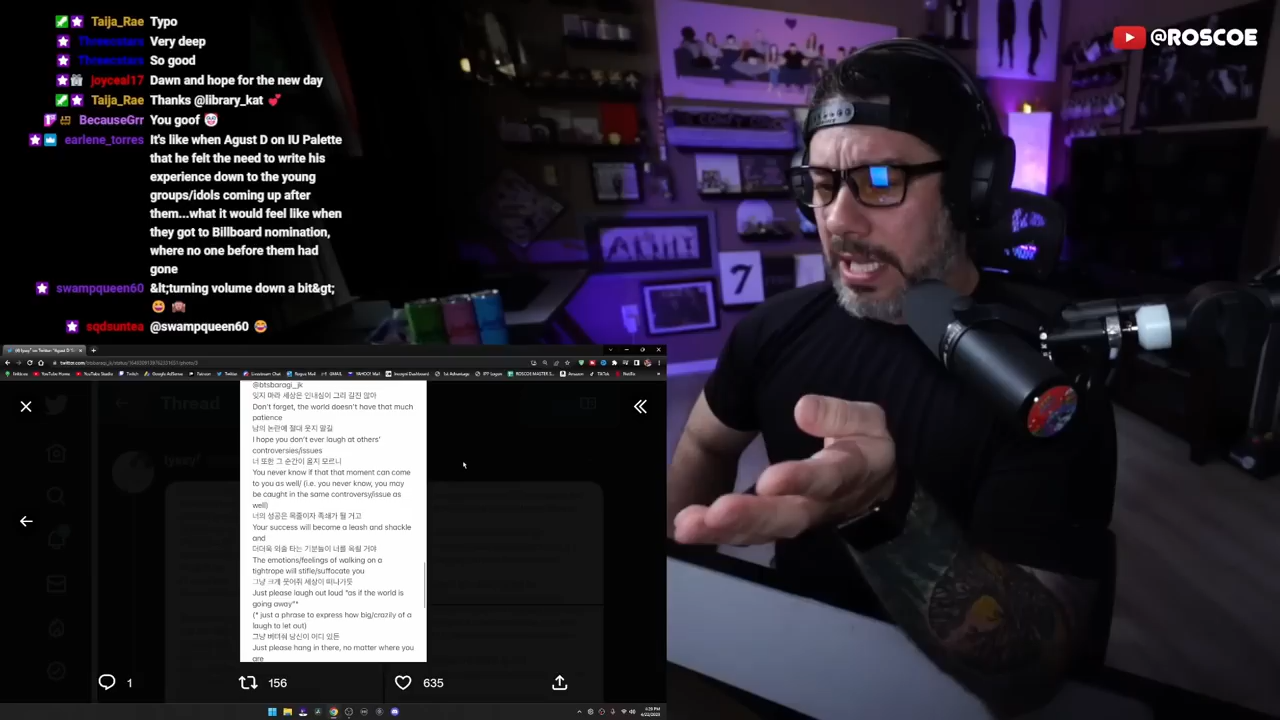 Taija_Rae Typo
Threecstars Very deep
Threecstars So good
joyceal17 Dawn and hope for the new day
Taija_Rae Thanks @library_kat 💕
BecauseGrr You goof
earlene_torres It's like when Agust D on IU Palette
that he felt the need to write his
experience down to the young
groups/idols coming up after
them...what it would feel like when
they got to Billboard nomination,
where no one before them had
gone
swampqueen60 &lt;turning volume down a bit&gt;
sqdsuntea @swampqueen60
@ROSCOE
7
Thread
@btsbaragi_jk
잊지 마라 세상은 인내심이 그리 길진 않아
Don't forget, the world doesn't have that much
patience
남의 논란에 절대 웃지 말길
I hope you don't ever laugh at others'
controversies/issues
너 또한 그 순간이 올지 모르니
You never know if that that moment can come
to you as well/ (i.e. you never know, you may
be caught in the same controversy/issue as
well)
너의 성공은 목줄이자 족쇄가 될 거고
Your success will become a leash and shackle
and
더더욱 외줄 타는 기분들이 너를 옥죌 거야
The emotions/feelings of walking on a
tightrope will stifle/suffocate you
그냥 크게 웃어줘 세상이 떠나가듯
Just please laugh out loud "as if the world is
going away"*
(* just a phrase to express how big/crazily of a
laugh to let out)
그냥 버텨줘 당신이 어디 있든
Just please hang in there, no matter where you
are
1
156
635